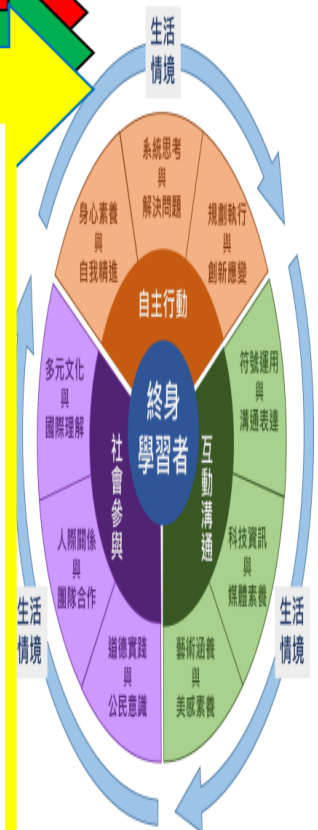 生活
情境
系統思考
與
解決問題
身心素養
與
自我精進
規劃執行
與
創新應變
自主行動
符號運用
與
溝通表達
多元文化
與
國際理解
終身
學習者
社會參與
互動溝通
科技資訊
與
媒體素養
人際關係
與
團隊合作
生活
情境
生活
情境
道德實踐
與
公民意識
藝術涵養
與
美感素養